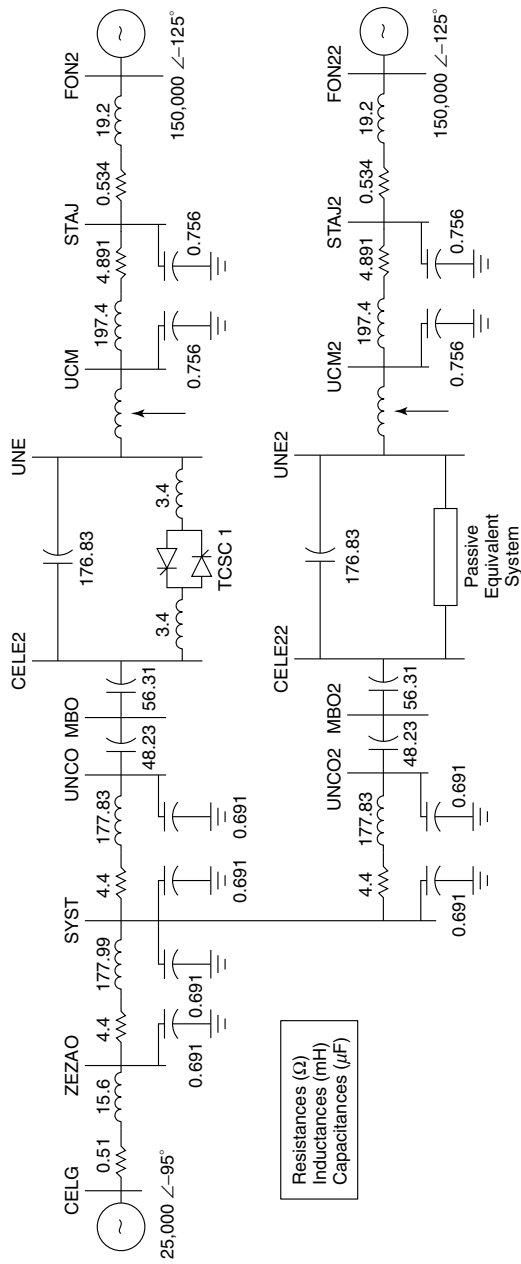 CELG
0.51
15.6
ZEZAO
4.4
177.99
SYST
4.4
177.83
UNCO
48.23
MBO
56.31
CELE2
176.83
3.4
3.4
TCSC 1
UNE
UCM
197.4
4.891
STAJ
0.534
19.2
FON2
25,000 ∠−95°
0.691
0.691
0.691
0.691
0.756
0.756
150,000 ∠−125°
4.4
177.83
UNCO2
48.23
MBO2
56.31
CELE22
176.83
Passive
Equivalent
System
UNE2
UCM2
197.4
4.891
STAJ2
0.534
19.2
FON22
0.691
0.691
0.756
0.756
150,000 ∠−125°
Resistances (Ω)
Inductances (mH)
Capacitances (μF)